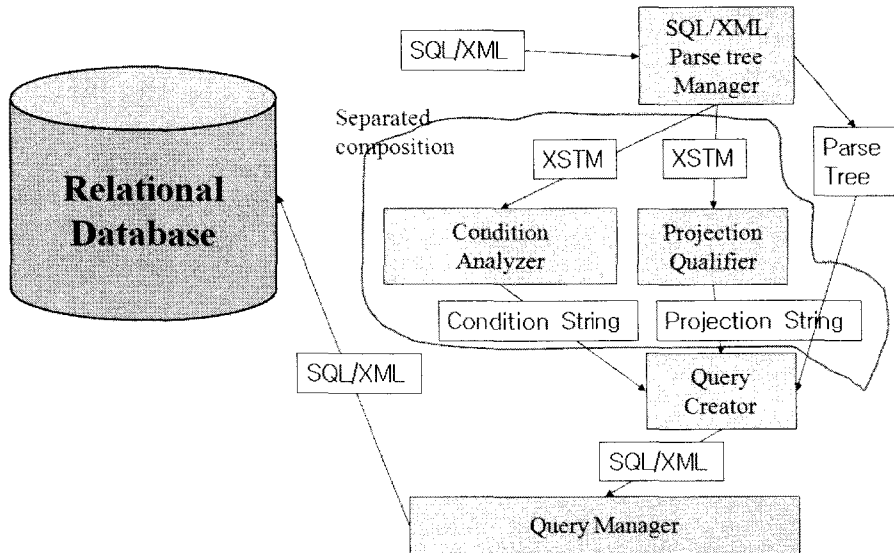 SQL/XML
SQL/XML
Parse tree
Manager
Separated
composition
XSTM
XSTM
Parse
Tree
Relational
Database
Condition
Analyzer
Projection
Qualifier
Condition String
Projection String
SQL/XML
Query
Creator
SQL/XML
Query Manager